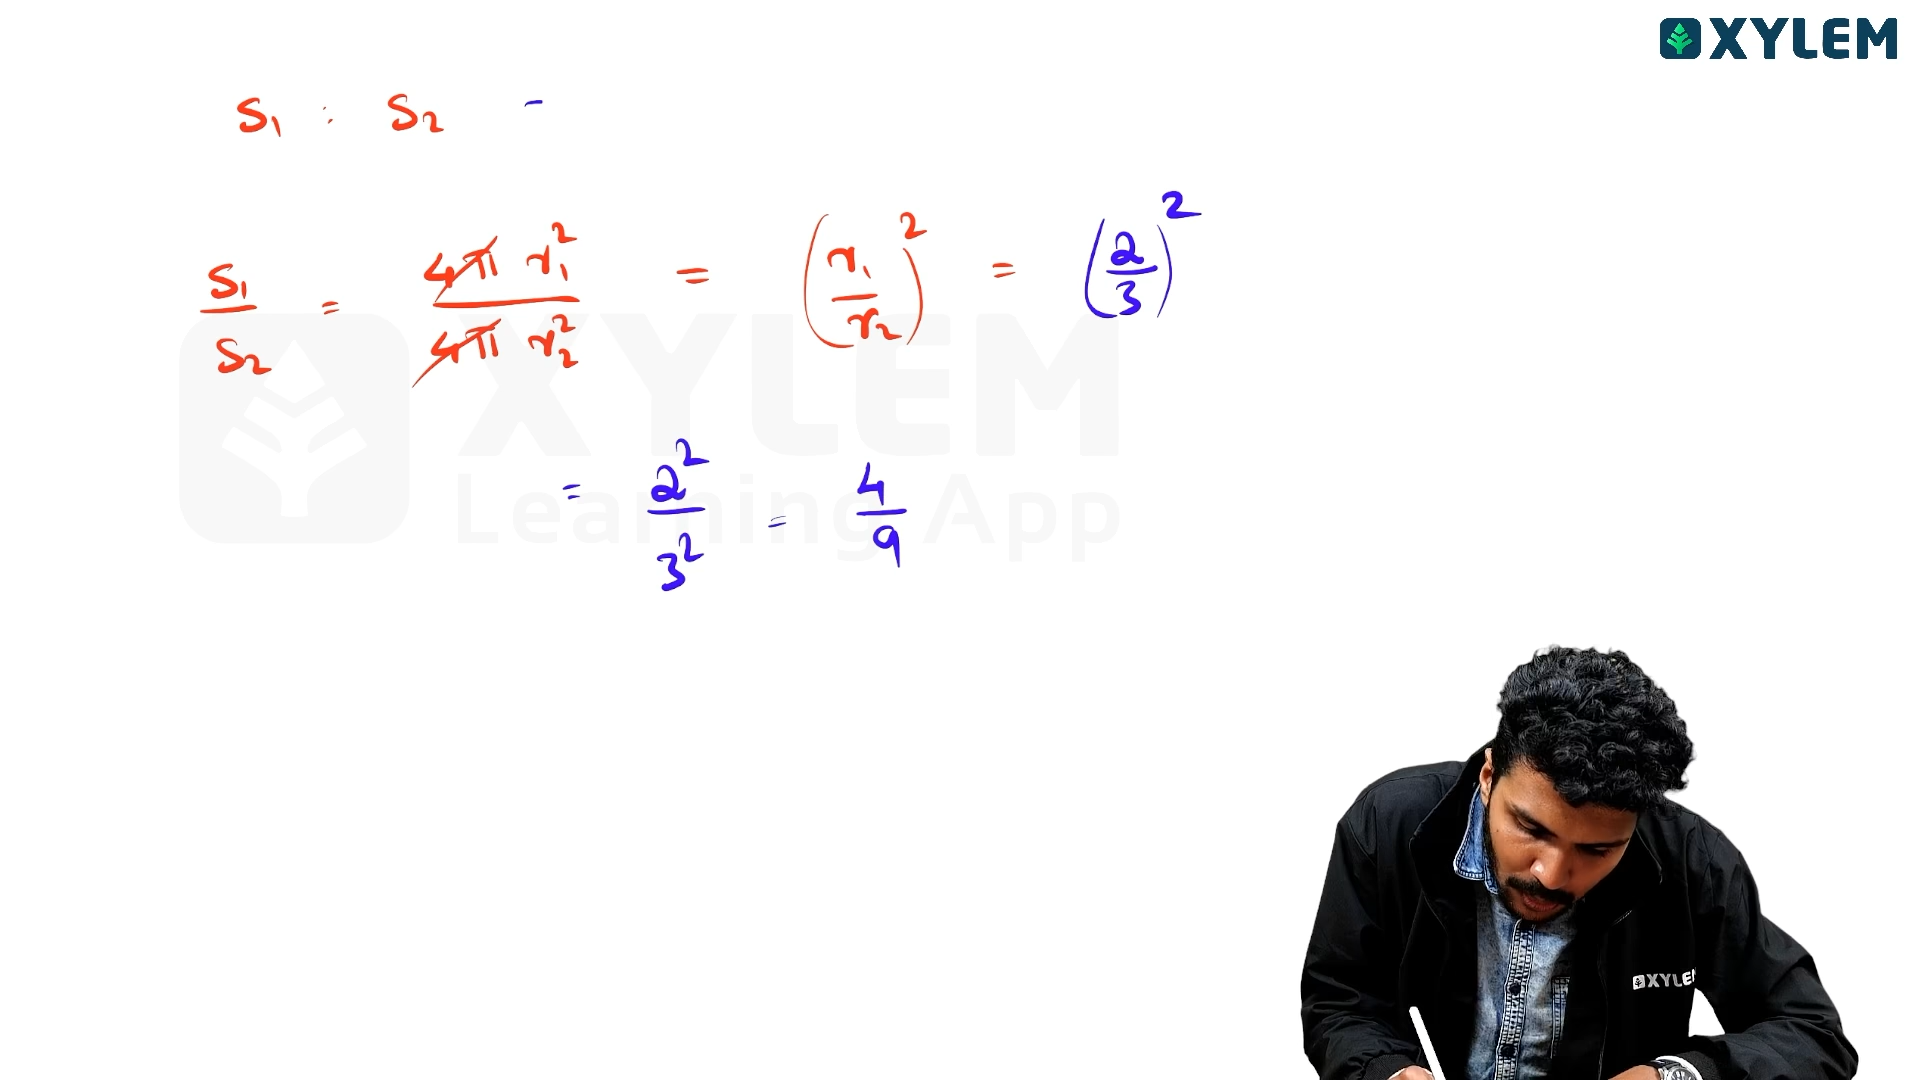 XYLEM
S₁ : S₂ -
S₁/S₂ = 4π r₁²/4π r₂² = (r₁/r₂)² = (2/3)²
= 2²/3² = 4/9
XYLEM
Learning App
XYLE